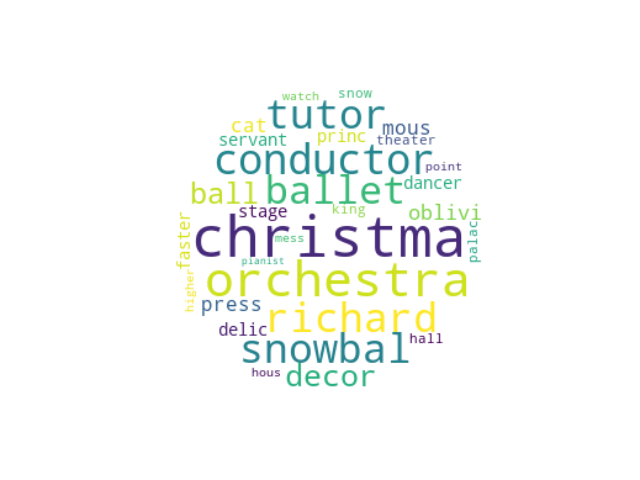 watch snow
tutor
cat princ mous
servant theater
conductor point
ball ballet dancer
stage king oblivi
faster christma palac
mess
pianist
higher orchestra
press richard
delic hall
snowbal
hous decor